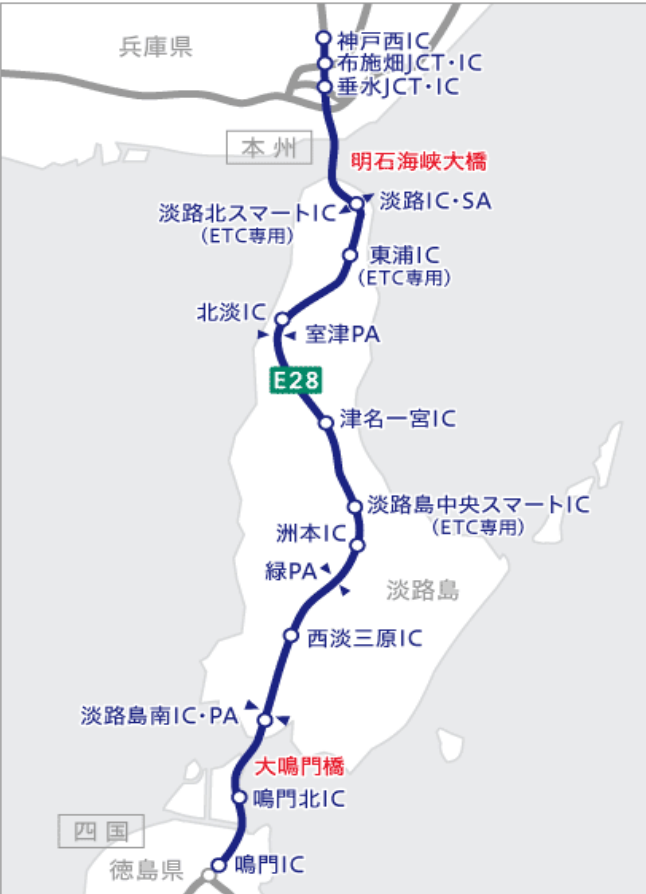 神戸西IC
兵庫県
布施畑JCT・IC
垂水JCT・IC
本州
明石海峡大橋
淡路IC・SA
淡路北スマートIC
(ETC専用)
東浦IC
(ETC専用)
北淡IC
室津PA
E28
津名一宮IC
淡路島中央スマートIC
(ETC専用)
洲本IC
緑PA
淡路島
西淡三原IC
淡路島南IC・PA
大鳴門橋
鳴門北IC
四国
鳴門IC
徳島県